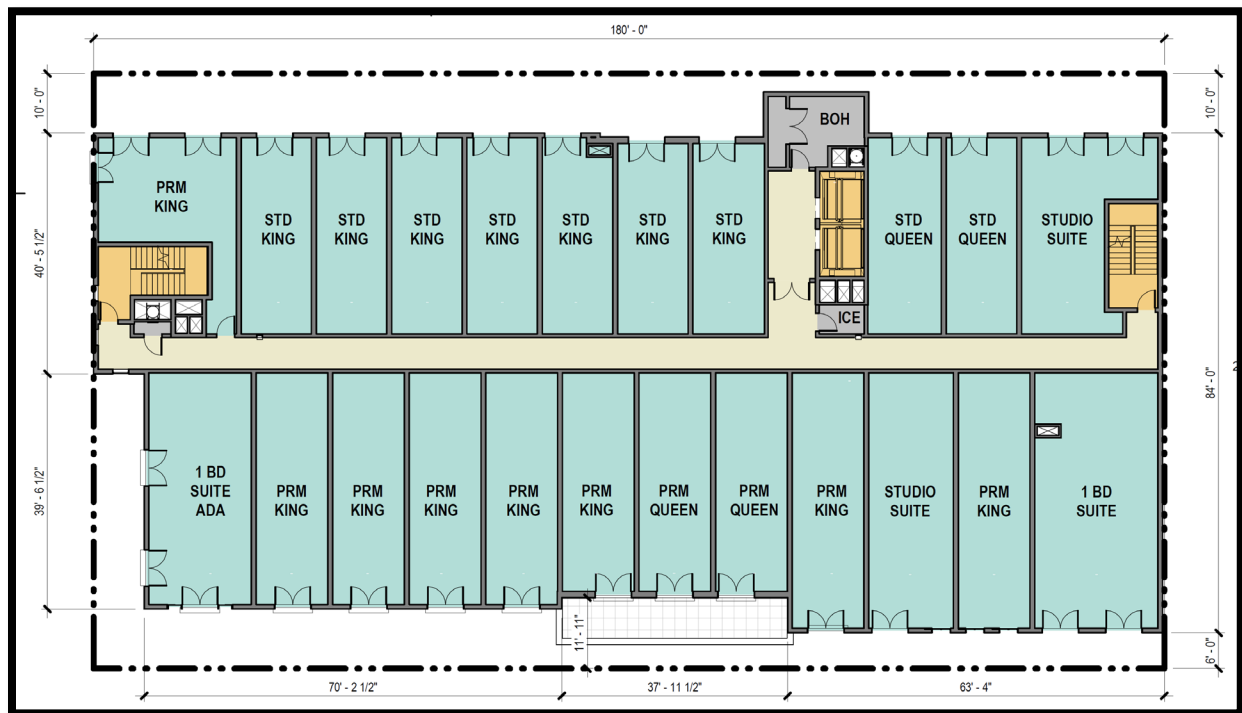 180' - 0"
10' - 0"
10' - 0"
BOH
PRM
KING
STD
KING
STD
KING
STD
KING
STD
KING
STD
KING
STD
KING
STD
KING
STD
QUEEN
STD
QUEEN
STUDIO
SUITE
40' - 5 1/2"
ICE
84' - 0"
39' - 6 1/2"
1 BD
SUITE
ADA
PRM
KING
PRM
KING
PRM
KING
PRM
KING
PRM
KING
PRM
QUEEN
PRM
QUEEN
PRM
KING
STUDIO
SUITE
PRM
KING
1 BD
SUITE
11' - 11"
6' - 0"
70' - 2 1/2"
37' - 11 1/2"
63' - 4"